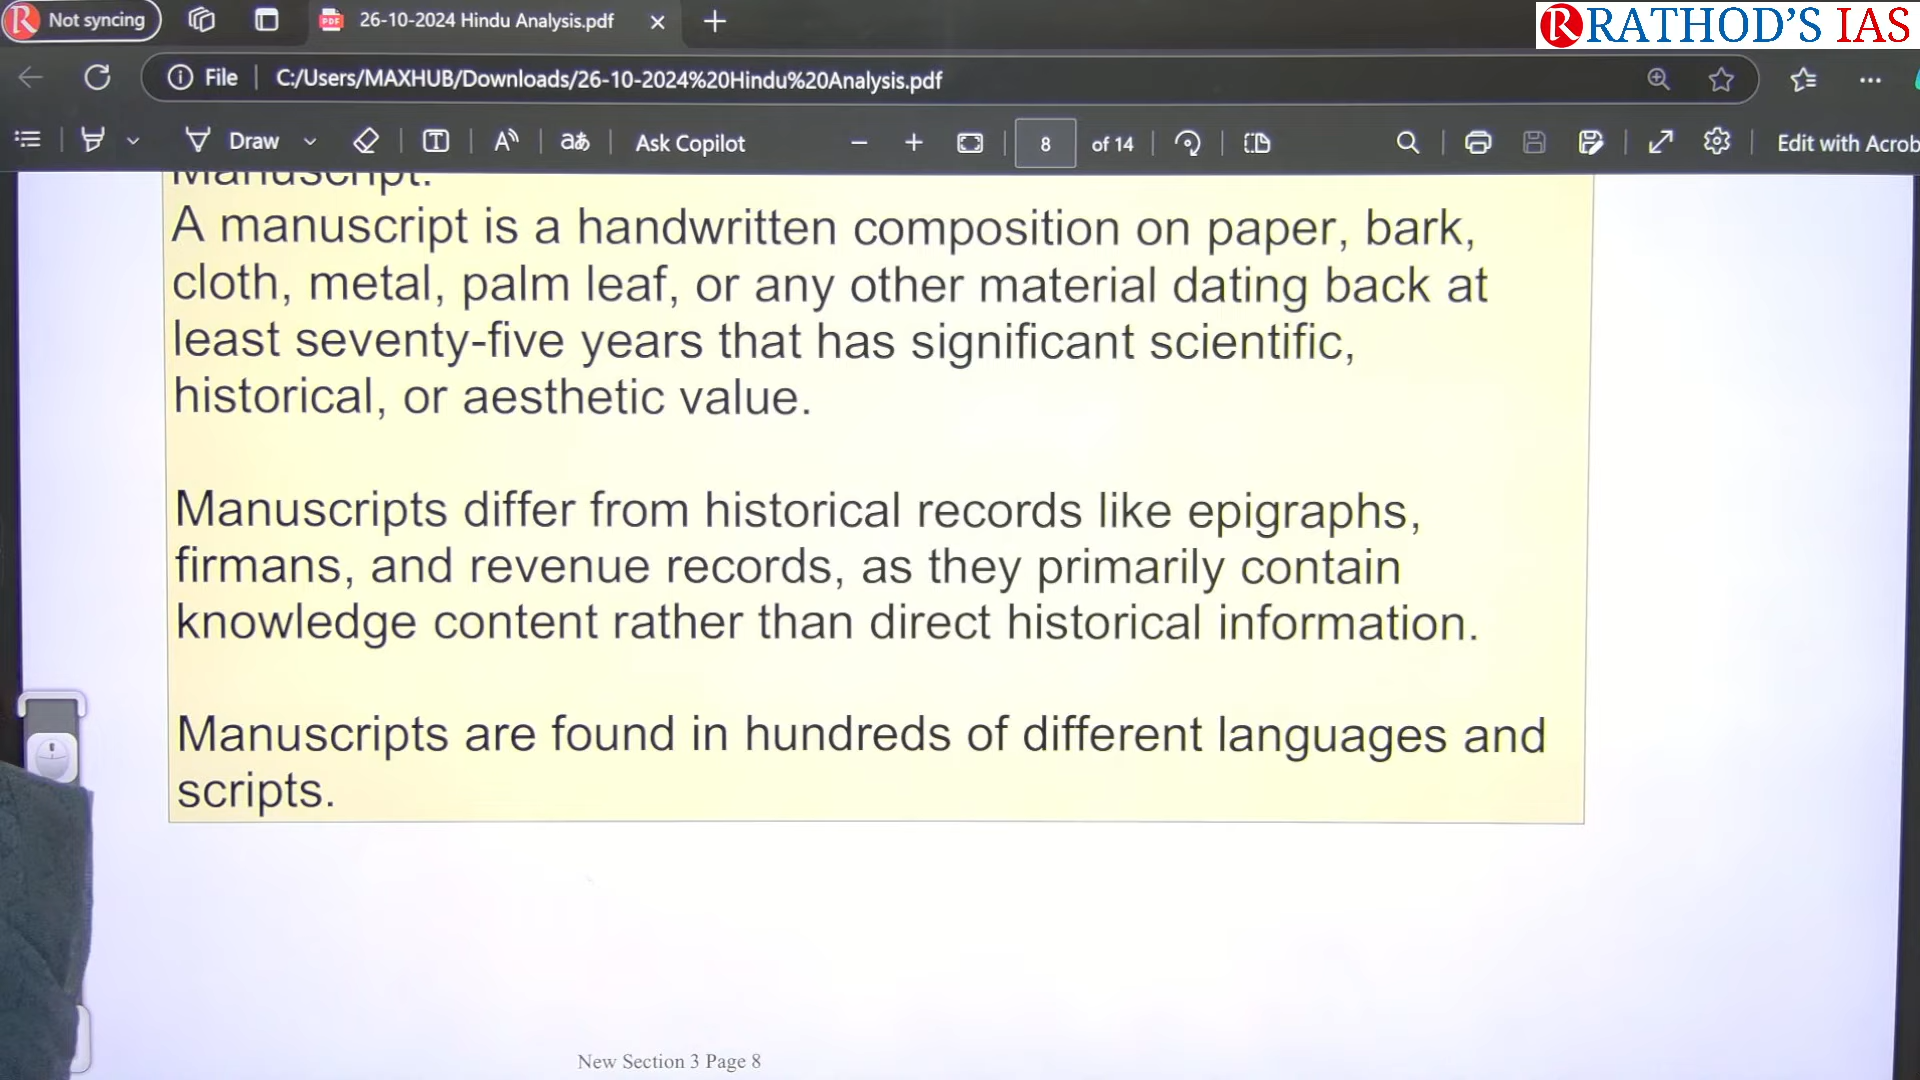 Not syncing
26-10-2024 Hindu Analysis.pdf
RATHOD'S IAS
File
C:/Users/MAXHUB/Downloads/26-10-2024%20Hindu%20Analysis.pdf
Draw
Ask Copilot
8
of 14
Edit with Acrob
Manuscript:
A manuscript is a handwritten composition on paper, bark,
cloth, metal, palm leaf, or any other material dating back at
least seventy-five years that has significant scientific,
historical, or aesthetic value.
Manuscripts differ from historical records like epigraphs,
firmans, and revenue records, as they primarily contain
knowledge content rather than direct historical information.
Manuscripts are found in hundreds of different languages and
scripts.
New Section 3 Page 8